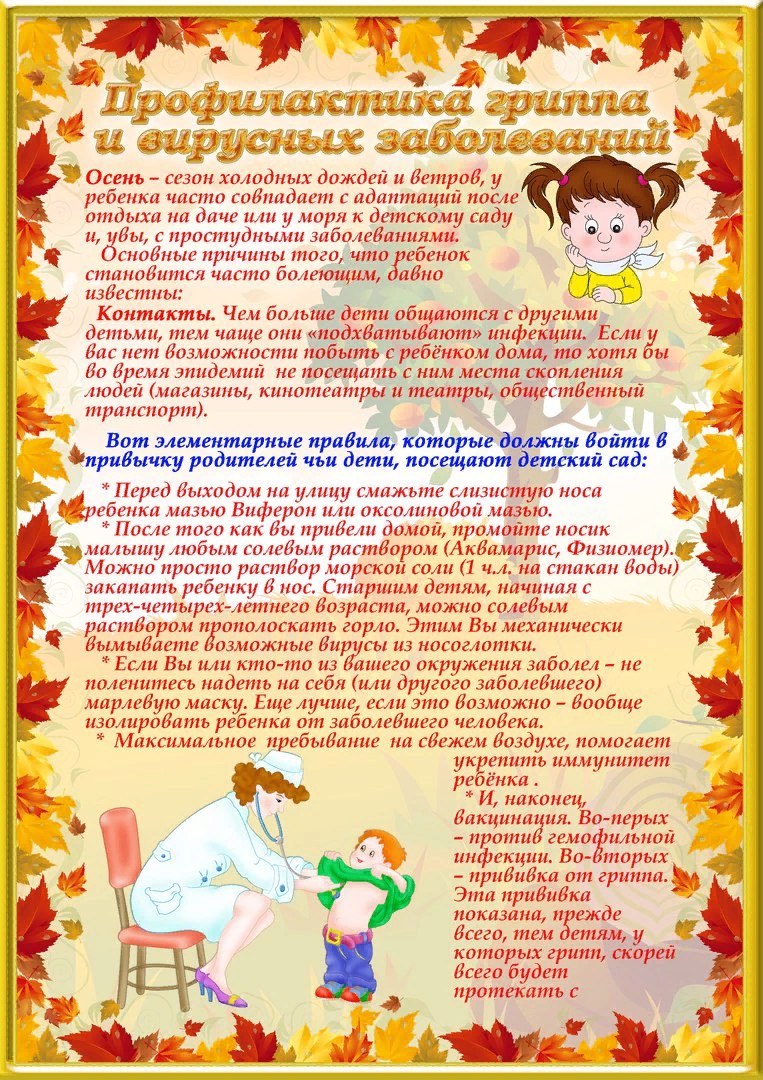 Профилактика гриппа
и вирусных заболеваний
Осень – сезон холодных дождей и ветров, у
ребенка часто совпадает с адаптаций после
отдыха на даче или у моря к детскому саду
и, увы, с простудными заболеваниями.
Основные причины того, что ребенок
становится часто болеющим, давно
известны:
Контакты. Чем больше дети общаются с другими
детьми, тем чаще они «подхватывают» инфекции. Если у
вас нет возможности побыть с ребёнком дома, то хотя бы
во время эпидемий не посещать с ним места скопления
людей (магазины, кинотеатры и театры, общественный
транспорт).
Вот элементарные правила, которые должны войти в
привычку родителей чьи дети, посещают детский сад:
* Перед выходом на улицу смажьте слизистую носа
ребенка мазью Виферон или оксолиновой мазью.
* После того как вы привели домой, промойте носик
малышу любым солевым раствором (Аквамарис, Физиомер).
Можно просто раствор морской соли (1 ч.л. на стакан воды)
закапать ребенку в нос. Старшим детям, начиная с
трех-четырех-летнего возраста, можно солевым
раствором прополоскать горло. Этим Вы механически
вымываете возможные вирусы из носоглотки.
* Если Вы или кто-то из вашего окружения заболел – не
поленитесь надеть на себя (или другого заболевшего)
марлевую маску. Еще лучше, если это возможно – вообще
изолировать ребенка от заболевшего человека.
* Максимальное пребывание на свежем воздухе, помогает
укрепить иммунитет
ребёнка .
* И, наконец,
вакцинация. Во-перых
– против гемофильной
инфекции. Во-вторых
– прививка от гриппа.
Эта прививка
показана, прежде
всего, тем детям, у
которых грипп, скорей
всего будет
протекать с